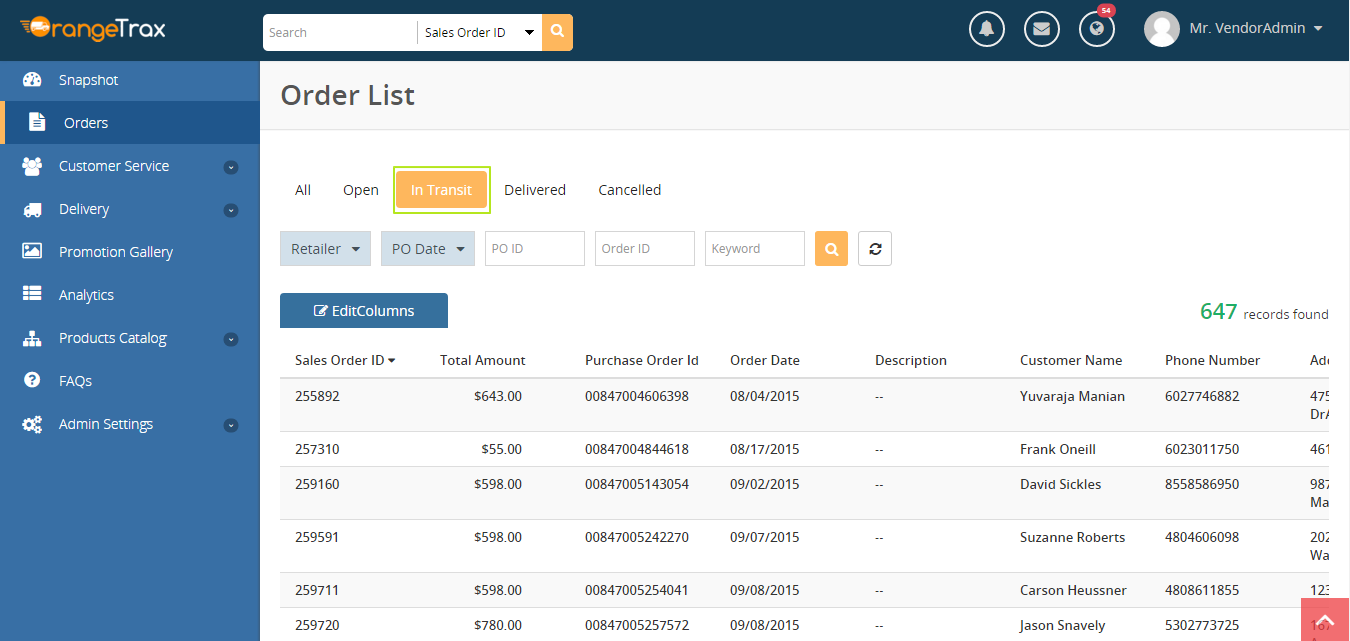 OrangeTrax
Search Sales Order ID
54
Mr. VendorAdmin
Snapshot
Orders
Customer Service
Delivery
Promotion Gallery
Analytics
Products Catalog
FAQs
Admin Settings
Order List
All Open In Transit Delivered Cancelled
Retailer PO Date PO ID Order ID Keyword
EditColumns
647 records found
Sales Order ID Total Amount Purchase Order Id Order Date Description Customer Name Phone Number Add
255892 $643.00 00847004606398 08/04/2015 -- Yuvaraja Manian 6027746882 475
DrA
257310 $55.00 00847004844618 08/17/2015 -- Frank Oneill 6023011750 461
259160 $598.00 00847005143054 09/02/2015 -- David Sickles 8558586950 987
Ma
259591 $598.00 00847005242270 09/07/2015 -- Suzanne Roberts 4804606098 202
Wa
259711 $598.00 00847005254041 09/08/2015 -- Carson Heussner 4808611855 123
259720 $780.00 00847005257572 09/08/2015 -- Jason Snavely 5302773725